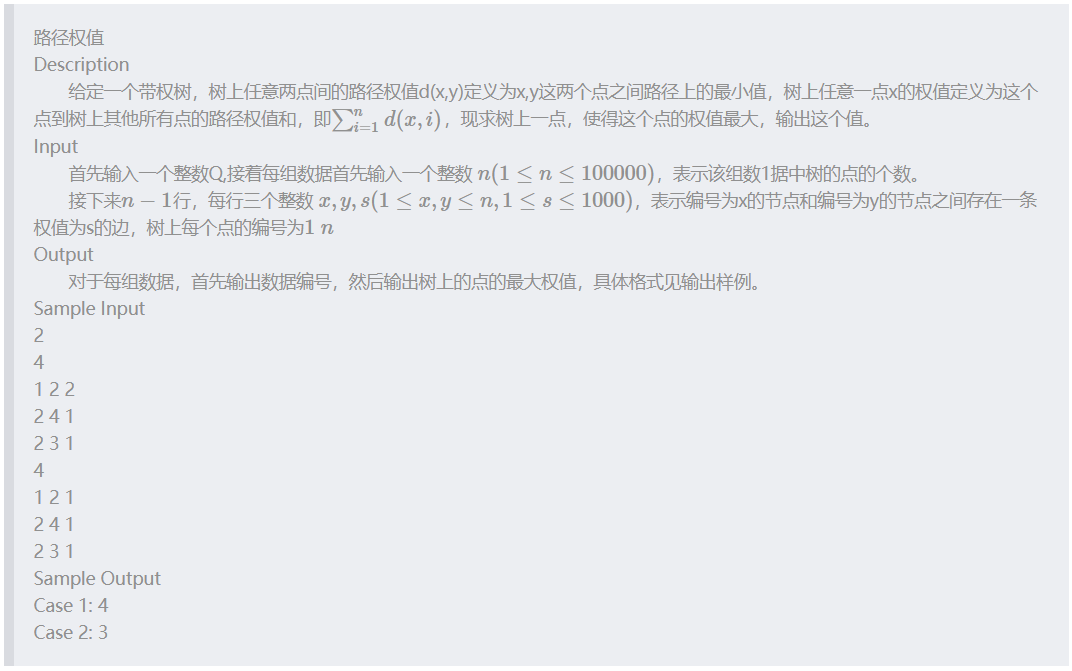 路径权值
Description
给定一个带权树，树上任意两点间的路径权值d(x,y)定义为x,y这两个点之间路径上的最小值，树上任意一点x的权值定义为这个
点到树上其他所有点的路径权值和，即$\sum_{i=1}^{n} d(x,i)$，现求树上一点，使得这个点的权值最大，输出这个值。
Input
首先输入一个整数Q,接着每组数据首先输入一个整数 n(1 ≤ n ≤ 100000)，表示该组数1据中树的点的个数。
接下来n − 1行，每行三个整数 x, y, s(1 ≤ x, y ≤ n, 1 ≤ s ≤ 1000)，表示编号为x的节点和编号为y的节点之间存在一条
权值为s的边，树上每个点的编号为1 n
Output
对于每组数据，首先输出数据编号，然后输出树上的点的最大权值，具体格式见输出样例。
Sample Input
2
4
1 2 2
2 4 1
2 3 1
4
1 2 1
2 4 1
2 3 1
Sample Output
Case 1: 4
Case 2: 3